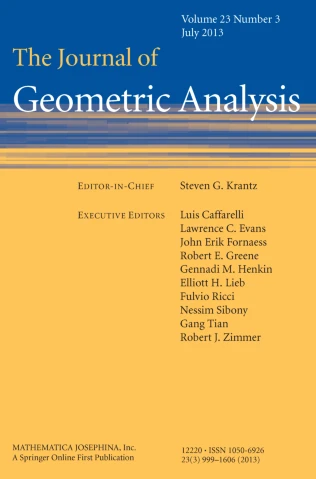 Volume 23 Number 3
July 2013
The Journal of
Geometric Analysis
EDITOR-IN-CHIEF Steven G. Krantz
EXECUTIVE EDITORS Luis Caffarelli
Lawrence C. Evans
John Erik Fornaess
Robert E. Greene
Gennadi M. Henkin
Elliott H. Lieb
Fulvio Ricci
Nessim Sibony
Gang Tian
Robert J. Zimmer
MATHEMATICA JOSEPHINA, Inc.
A Springer Online First Publication
12220 • ISSN 1050-6926
23(3) 999–1606 (2013)